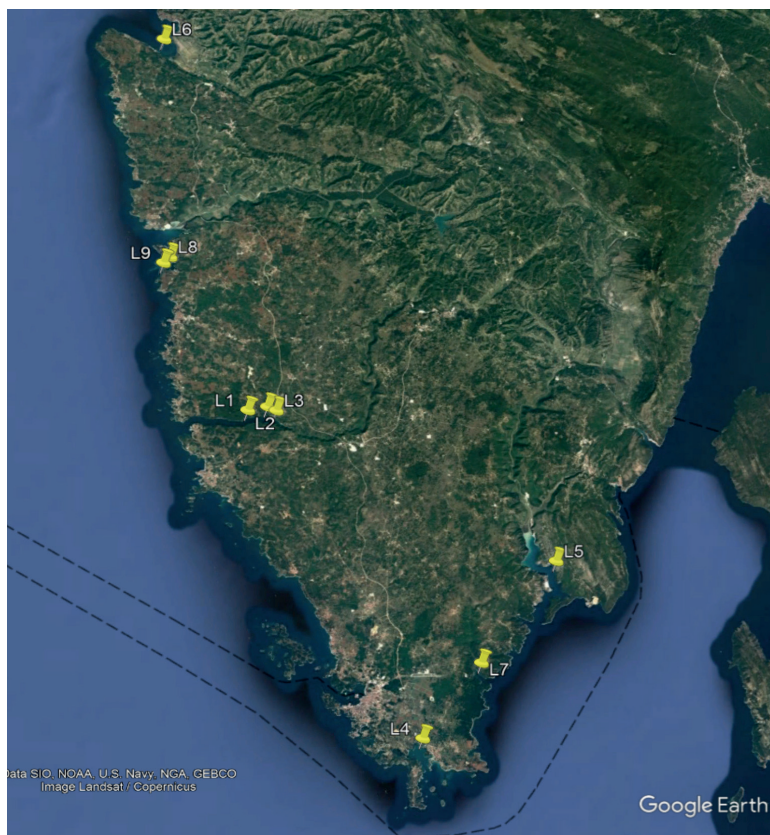 L6
L9 L8
L1 L3
L2
L5
L7
L4
Data SIO, NOAA, U.S. Navy, NGA, GEBCO
Image Landsat / Copernicus
Google Earth